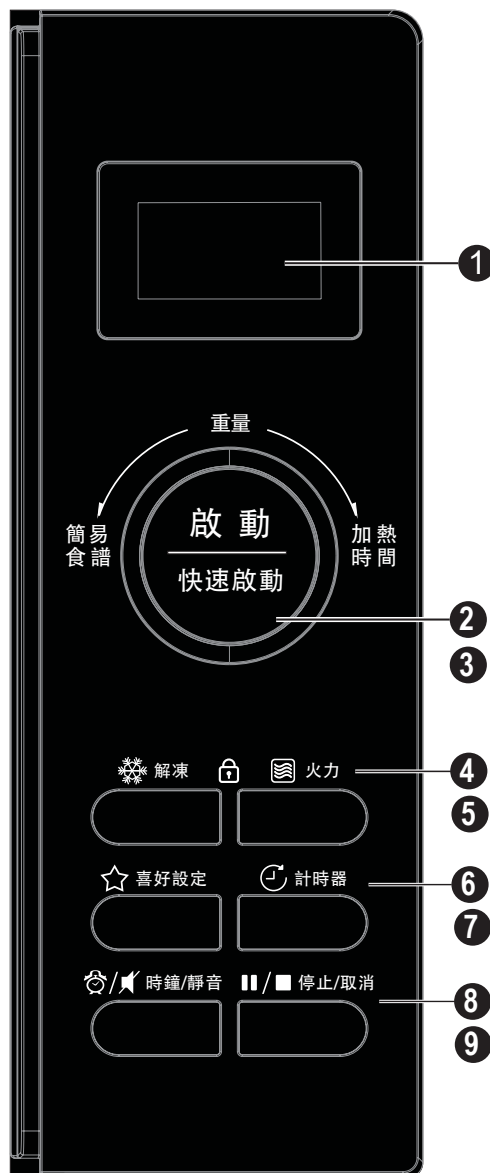 1
重量
簡易
食譜
啟動
快速啟動
加熱
時間
2
3
解凍
火力
4
5
喜好設定
計時器
6
7
時鐘/靜音
停止/取消
8
9